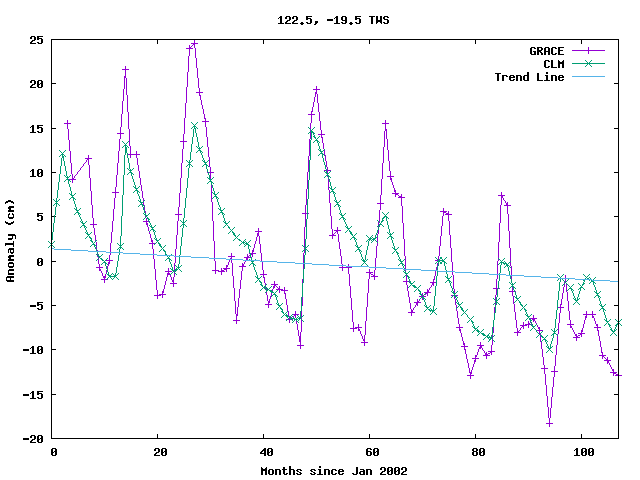 122.5, -19.5 TWS
GRACE
CLM
Trend Line
25
20
15
10
5
0
-5
-10
-15
-20
Anomaly (cm)
0 20 40 60 80 100
Months since Jan 2002